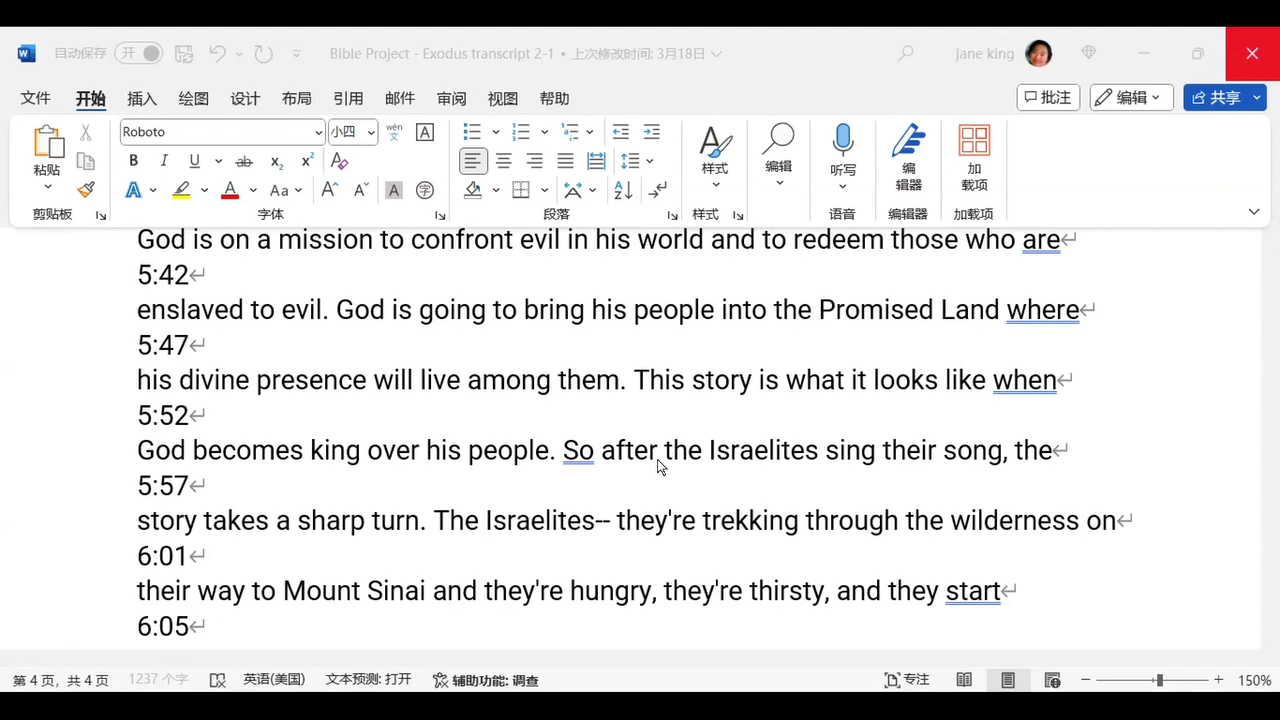 自动保存 开 Bible Project - Exodus transcript 2-1 • 上次修改时间: 3月18日 jane king
文件 开始 插入 绘图 设计 布局 引用 邮件 审阅 视图 帮助 批注 编辑 共享
Roboto 小四 wén 文 A
粘贴 B I U ab x₂ x² A 样式 编辑 听写 编辑器 加载项
A A Aa A A A 字
剪贴板 字体 段落 样式 语音 编辑器 加载项
God is on a mission to confront evil in his world and to redeem those who are
5:42
enslaved to evil. God is going to bring his people into the Promised Land where
5:47
his divine presence will live among them. This story is what it looks like when
5:52
God becomes king over his people. So after the Israelites sing their song, the
5:57
story takes a sharp turn. The Israelites-- they're trekking through the wilderness on
6:01
their way to Mount Sinai and they're hungry, they're thirsty, and they start
6:05
第 4 页，共 4 页 1237 个字 英语(美国) 文本预测: 打开 辅助功能: 调查 专注 150%